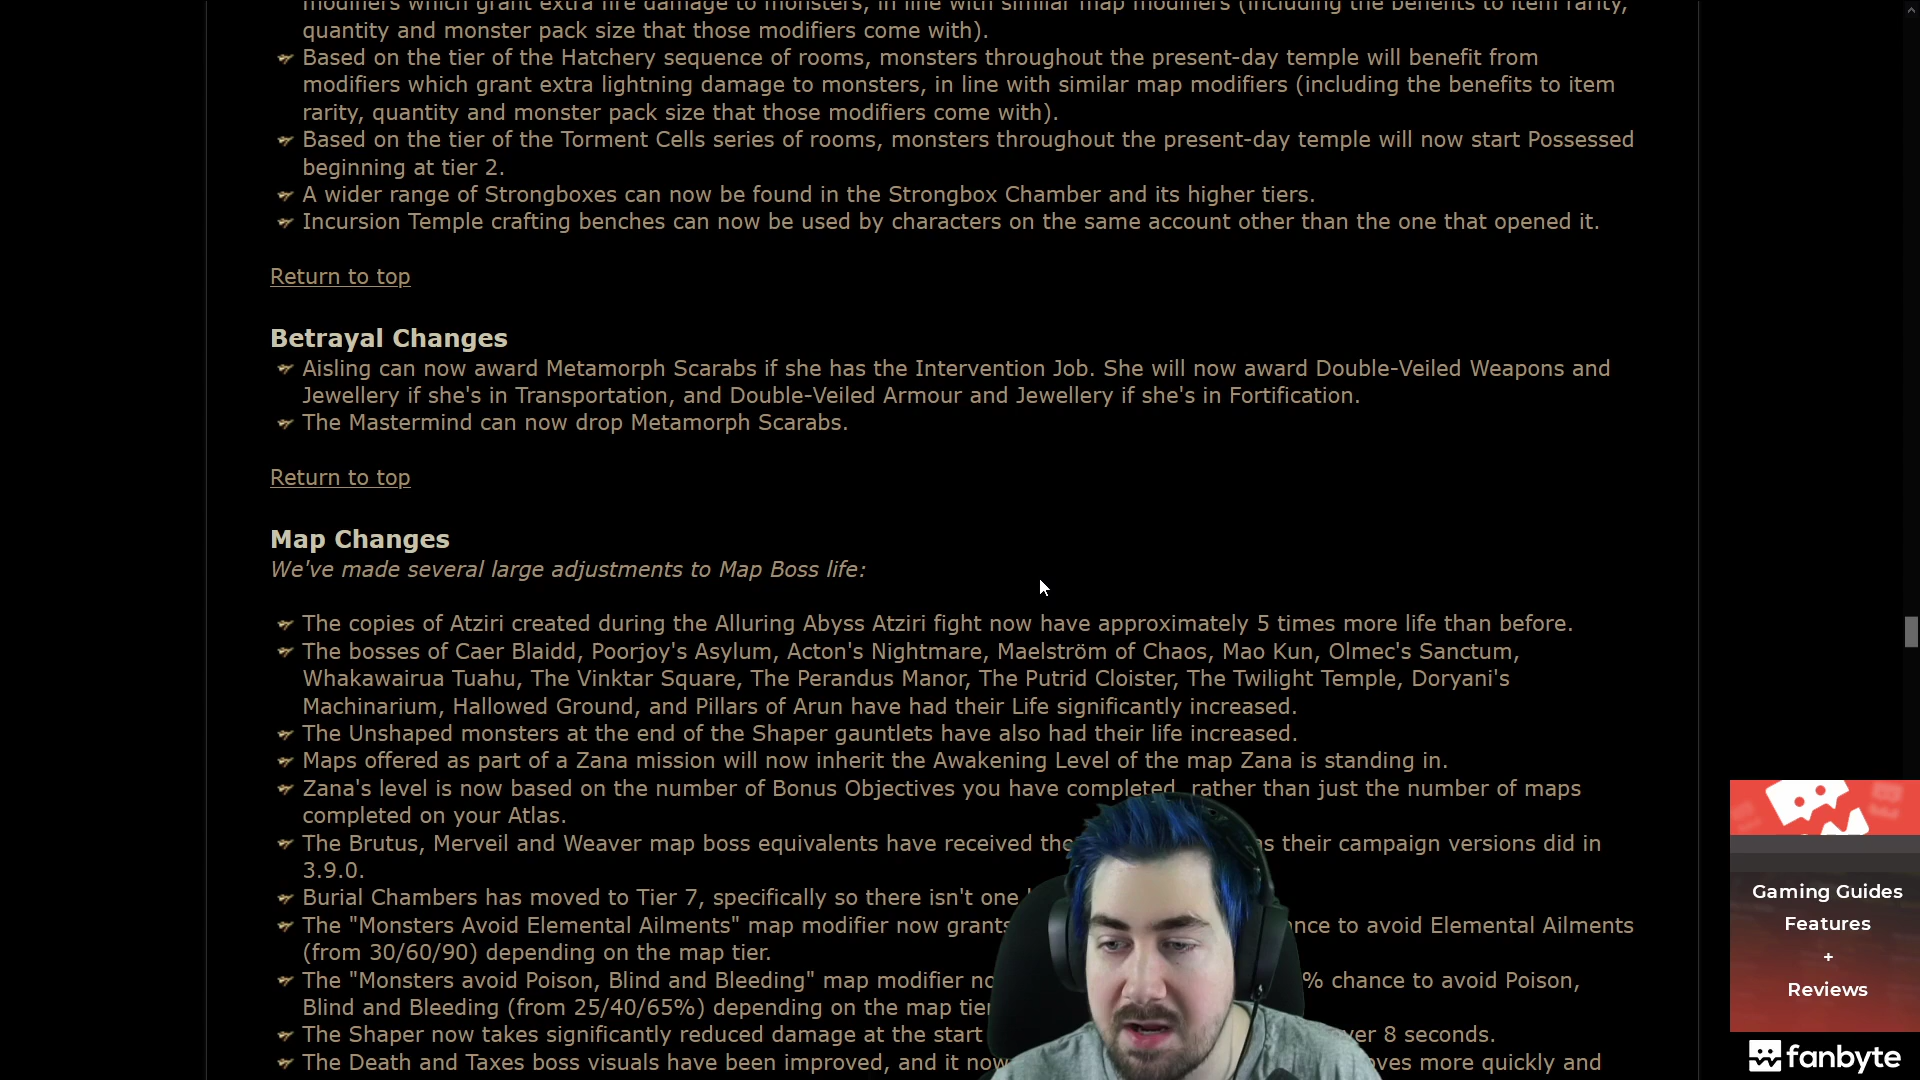 modifiers which grant extra fire damage to monsters, in line with similar map modifiers (including the benefits to item rarity,
quantity and monster pack size that those modifiers come with).
Based on the tier of the Hatchery sequence of rooms, monsters throughout the present-day temple will benefit from
modifiers which grant extra lightning damage to monsters, in line with similar map modifiers (including the benefits to item
rarity, quantity and monster pack size that those modifiers come with).
Based on the tier of the Torment Cells series of rooms, monsters throughout the present-day temple will now start Possessed
beginning at tier 2.
A wider range of Strongboxes can now be found in the Strongbox Chamber and its higher tiers.
Incursion Temple crafting benches can now be used by characters on the same account other than the one that opened it.
Return to top
Betrayal Changes
Aisling can now award Metamorph Scarabs if she has the Intervention Job. She will now award Double-Veiled Weapons and
Jewellery if she's in Transportation, and Double-Veiled Armour and Jewellery if she's in Fortification.
The Mastermind can now drop Metamorph Scarabs.
Return to top
Map Changes
We've made several large adjustments to Map Boss life:
The copies of Atziri created during the Alluring Abyss Atziri fight now have approximately 5 times more life than before.
The bosses of Caer Blaidd, Poorjoy's Asylum, Acton's Nightmare, Maelström of Chaos, Mao Kun, Olmec's Sanctum,
Whakawairua Tuahu, The Vinktar Square, The Perandus Manor, The Putrid Cloister, The Twilight Temple, Doryani's
Machinarium, Hallowed Ground, and Pillars of Arun have had their Life significantly increased.
The Unshaped monsters at the end of the Shaper gauntlets have also had their life increased.
Maps offered as part of a Zana mission will now inherit the Awakening Level of the map Zana is standing in.
Zana's level is now based on the number of Bonus Objectives you have completed, rather than just the number of maps
completed on your Atlas.
The Brutus, Merveil and Weaver map boss equivalents have received the as their campaign versions did in
3.9.0.
Burial Chambers has moved to Tier 7, specifically so there isn't one
The "Monsters Avoid Elemental Ailments" map modifier now grants to avoid Elemental Ailments
(from 30/60/90) depending on the map tier.
The "Monsters avoid Poison, Blind and Bleeding" map modifier % chance to avoid Poison,
Blind and Bleeding (from 25/40/65%) depending on the map tier
The Shaper now takes significantly reduced damage at the start 8 seconds.
The Death and Taxes boss visuals have been improved, and it now more quickly and
Gaming Guides
Features
+
Reviews
fanbyte